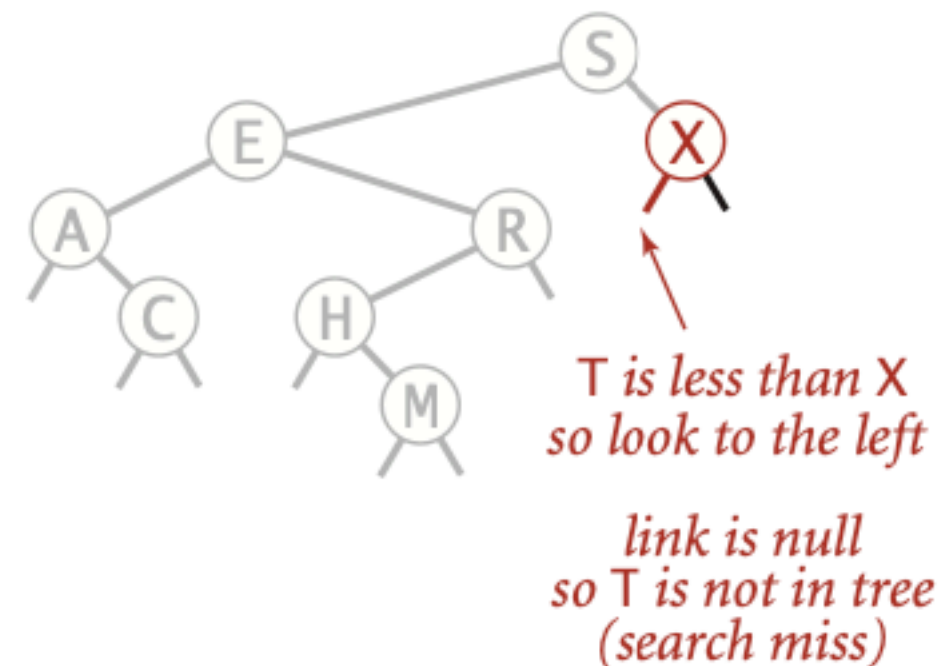 S
E
X
A
R
C
H
M
T is less than X
so look to the left
link is null
so T is not in tree
(search miss)